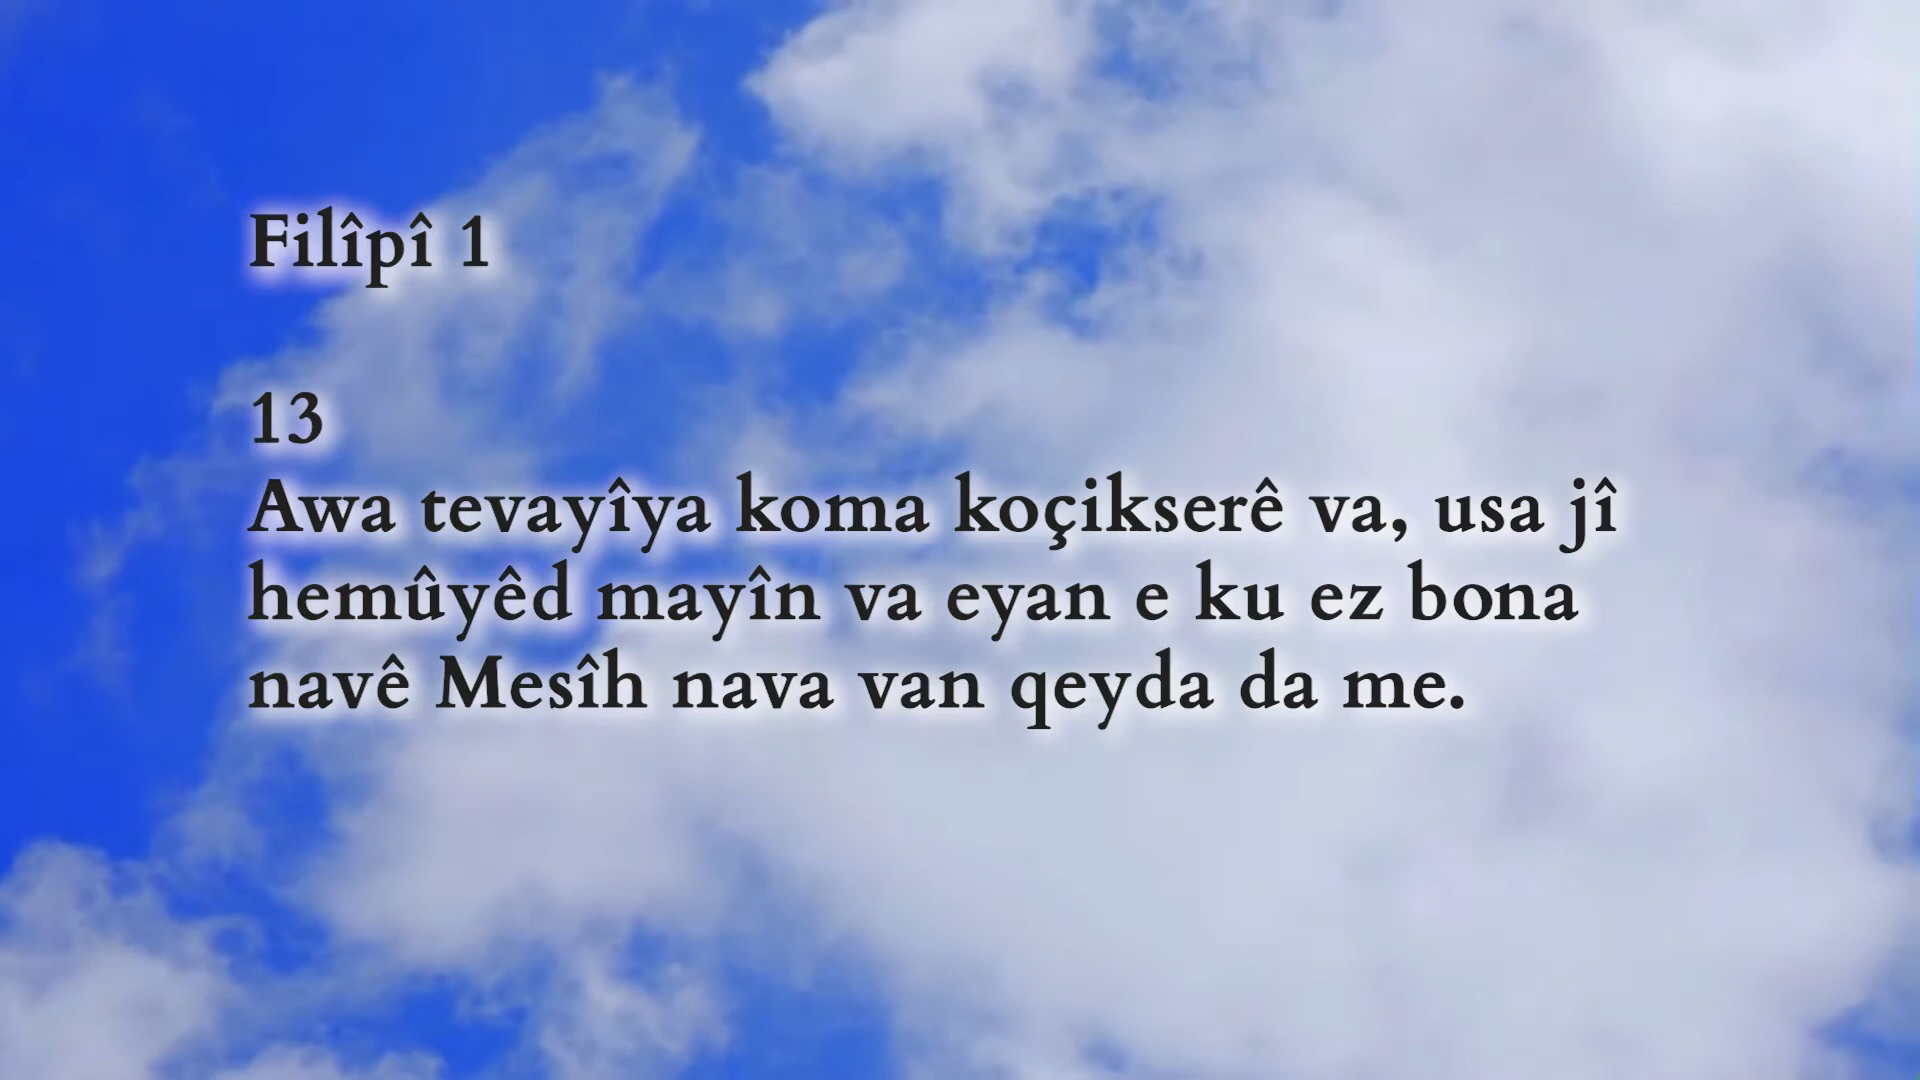 Filîpî 1
13
Awa tevayîya koma koçikserê va, usa jî
hemûyêd mayîn va eyan e ku ez bona
navê Mesîh nava van qeyda da me.